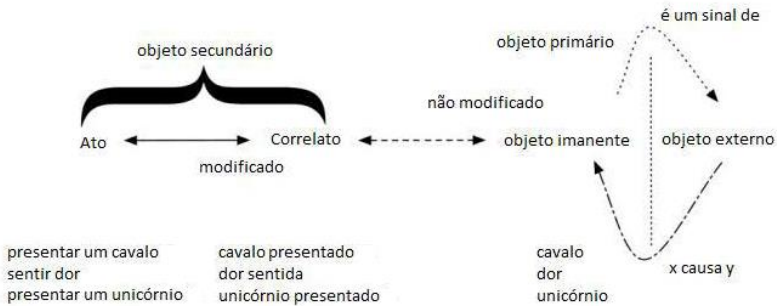 é um sinal de
objeto secundário
objeto primário
não modificado
Ato
Correlato
objeto imanente
objeto externo
modificado
presentar um cavalo
sentir dor
presentar um unicórnio
cavalo presentado
dor sentida
unicórnio presentado
cavalo
dor
unicórnio
x causa y